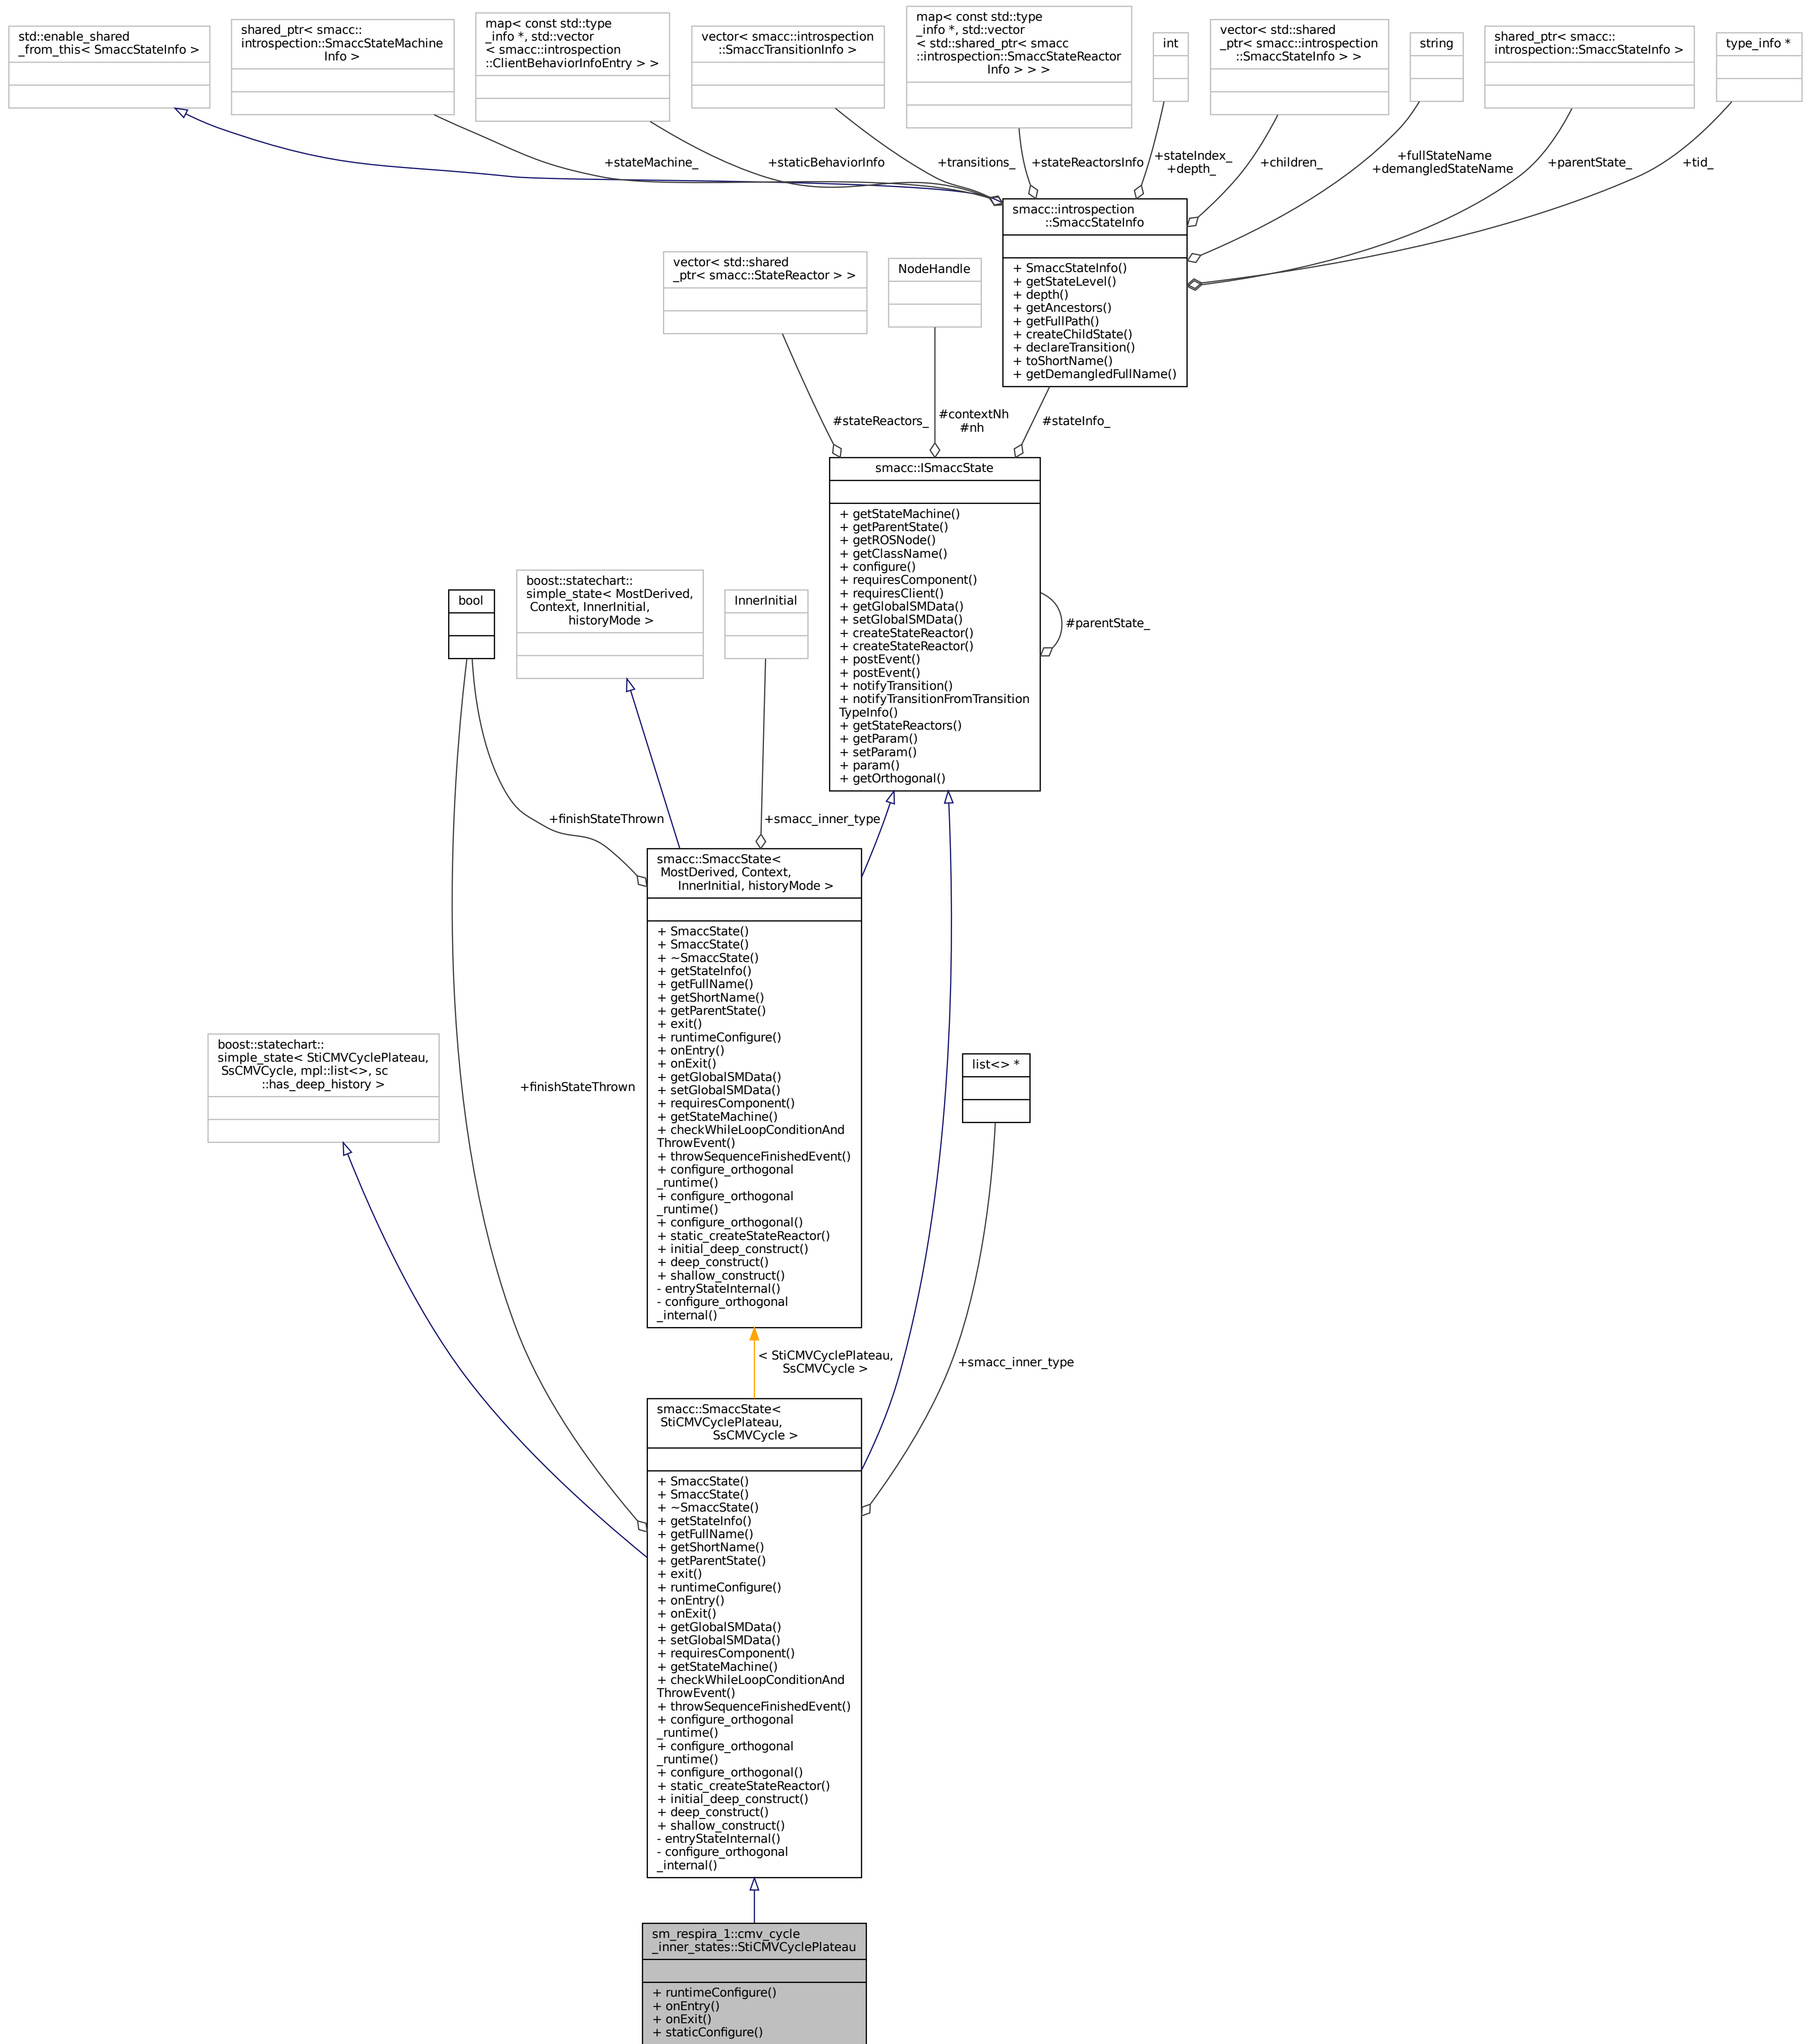 std::enable_shared
_from_this< SmaccStateInfo >
shared_ptr< smacc::
introspection::SmaccStateMachine
Info >
map< const std::type
_info *, std::vector
< smacc::introspection
::ClientBehaviorInfoEntry > >
vector< smacc::introspection
::SmaccTransitionInfo >
map< const std::type
_info *, std::vector
< std::shared_ptr< smacc
::introspection::SmaccStateReactor
Info > > >
int
vector< std::shared
_ptr< smacc::introspection
::SmaccStateInfo > >
string
shared_ptr< smacc::
introspection::SmaccStateInfo >
type_info *
+stateMachine_
+staticBehaviorInfo
+transitions_
+stateReactorsInfo
+stateIndex_
+depth_
+children_
+fullStateName
+demangledStateName
+parentState_
+tid_
smacc::introspection
::SmaccStateInfo
+ SmaccStateInfo()
+ getStateLevel()
+ depth()
+ getAncestors()
+ getFullPath()
+ createChildState()
+ declareTransition()
+ toShortName()
+ getDemangledFullName()
vector< std::shared
_ptr< smacc::StateReactor > >
NodeHandle
#stateReactors_
#contextNh
#nh
#stateInfo_
smacc::ISmaccState
+ getStateMachine()
+ getParentState()
+ getROSNode()
+ getClassName()
+ configure()
+ requiresComponent()
+ requiresClient()
+ getGlobalSMData()
+ setGlobalSMData()
+ createStateReactor()
+ createStateReactor()
+ postEvent()
+ postEvent()
+ notifyTransition()
+ notifyTransitionFromTransition
TypeInfo()
+ getStateReactors()
+ getParam()
+ setParam()
+ param()
+ getOrthogonal()
#parentState_
bool
boost::statechart::
simple_state< MostDerived,
Context, InnerInitial,
historyMode >
InnerInitial
+finishStateThrown
+smacc_inner_type
smacc::SmaccState<
MostDerived, Context,
InnerInitial, historyMode >
+ SmaccState()
+ SmaccState()
+ ~SmaccState()
+ getStateInfo()
+ getFullName()
+ getShortName()
+ getParentState()
+ exit()
+ runtimeConfigure()
+ onEntry()
+ onExit()
+ getGlobalSMData()
+ setGlobalSMData()
+ requiresComponent()
+ getStateMachine()
+ checkWhileLoopConditionAnd
ThrowEvent()
+ throwSequenceFinishedEvent()
+ configure_orthogonal
_runtime()
+ configure_orthogonal
_runtime()
+ configure_orthogonal()
+ static_createStateReactor()
+ initial_deep_construct()
+ deep_construct()
+ shallow_construct()
- entryStateInternal()
- configure_orthogonal
_internal()
boost::statechart::
simple_state< StiCMVCyclePlateau,
SsCMVCycle, mpl::list<>, sc
::has_deep_history >
+finishStateThrown
list<> *
< StiCMVCyclePlateau,
SsCMVCycle >
+smacc_inner_type
smacc::SmaccState<
StiCMVCyclePlateau,
SsCMVCycle >
+ SmaccState()
+ SmaccState()
+ ~SmaccState()
+ getStateInfo()
+ getFullName()
+ getShortName()
+ getParentState()
+ exit()
+ runtimeConfigure()
+ onEntry()
+ onExit()
+ getGlobalSMData()
+ setGlobalSMData()
+ requiresComponent()
+ getStateMachine()
+ checkWhileLoopConditionAnd
ThrowEvent()
+ throwSequenceFinishedEvent()
+ configure_orthogonal
_runtime()
+ configure_orthogonal
_runtime()
+ configure_orthogonal()
+ static_createStateReactor()
+ initial_deep_construct()
+ deep_construct()
+ shallow_construct()
- entryStateInternal()
- configure_orthogonal
_internal()
sm_respira_1::cmv_cycle
_inner_states::StiCMVCyclePlateau
+ runtimeConfigure()
+ onEntry()
+ onExit()
+ staticConfigure()